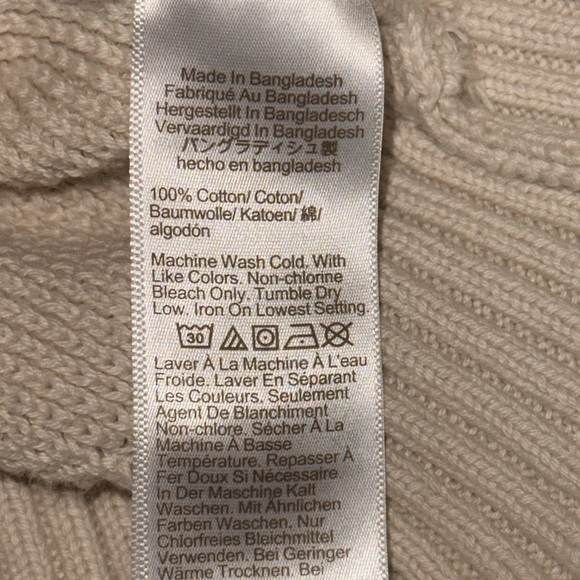 Made In Bangladesh
Fabriqué Au Bangladesh
Hergestellt In Bangladesch
Vervaardigd In Bangladesh
バングラディシュ製
hecho en bangladesh
100% Cotton/ Coton/
Baumwolle/ Katoen/ 綿/
algodón
Machine Wash Cold. With
Like Colors. Non-chlorine
Bleach Only. Tumble Dry
Low. Iron On Lowest Setting.
30
Laver À La Machine À L'eau
Froide. Laver En Séparant
Les Couleurs. Seulement
Agent De Blanchiment
Non-chlore. Sécher À La
Machine À Basse
Température. Repasser À
Fer Doux Si Nécessaire.
In Der Maschine Kalt
Waschen. Mit Ähnlichen
Farben Waschen. Nur
Chlorfreies Bleichmittel
Verwenden. Bei Geringer
Wärme Trocknen. Bei